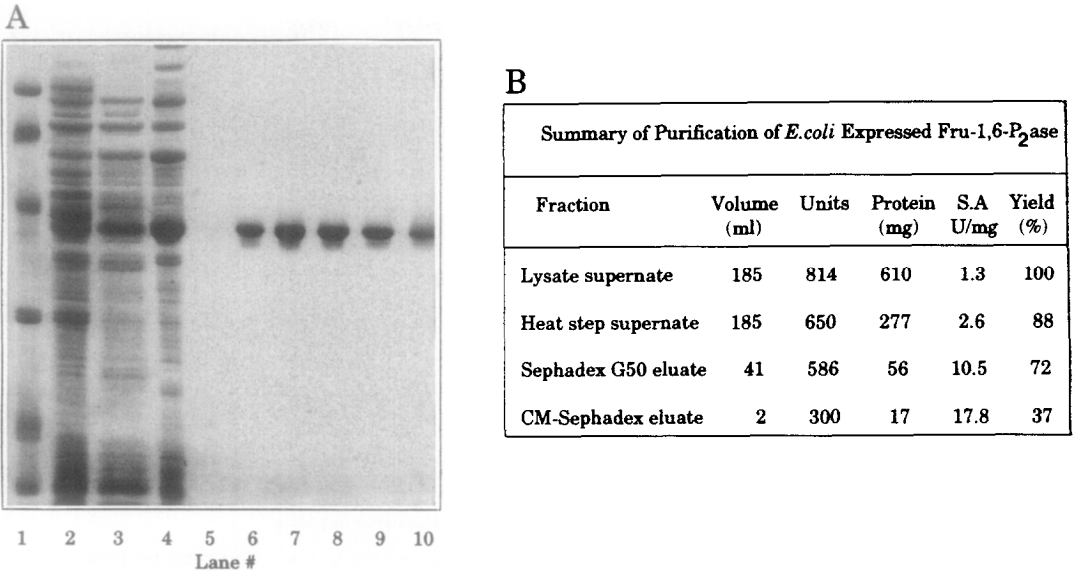 A
1 2 3 4 5 6 7 8 9 10
Lane #
B
Summary of Purification of E.coli Expressed Fru-1,6-P2ase
Fraction Volume (ml) Units Protein (mg) S.A U/mg Yield (%)
Lysate supernate 185 814 610 1.3 100
Heat step supernate 185 650 277 2.6 88
Sephadex G50 eluate 41 586 56 10.5 72
CM-Sephadex eluate 2 300 17 17.8 37